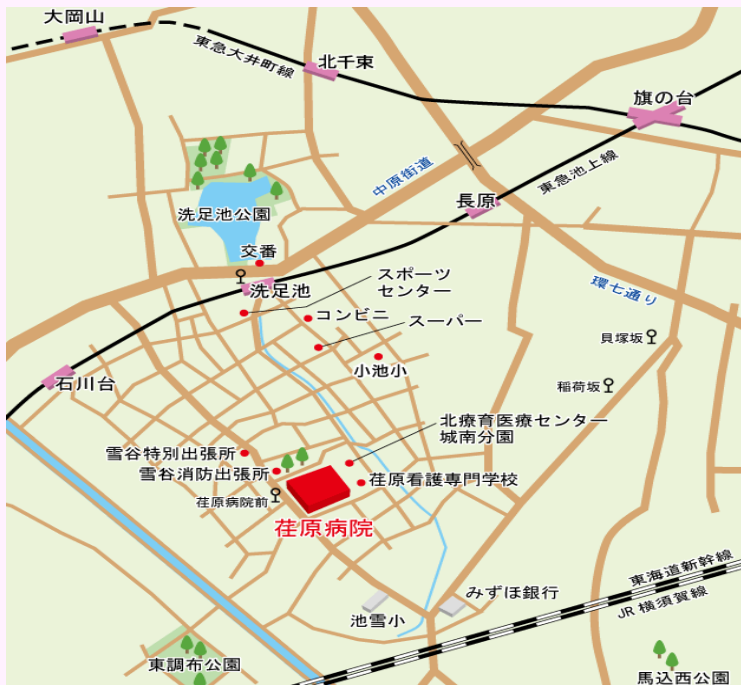 大岡山
東急大井町線
北千束
旗の台
中原街道
東急池上線
長原
洗足池公園
交番
洗足池
スポーツ
センター
環七通り
コンビニ
スーパー
貝塚坂
小池小
石川台
稲荷坂
北療育医療センター
城南分園
雪谷特別出張所
雪谷消防出張所
荏原看護専門学校
荏原病院前
荏原病院
東海道新幹線
みずほ銀行
JR横須賀線
池雪小
東調布公園
馬込西公園